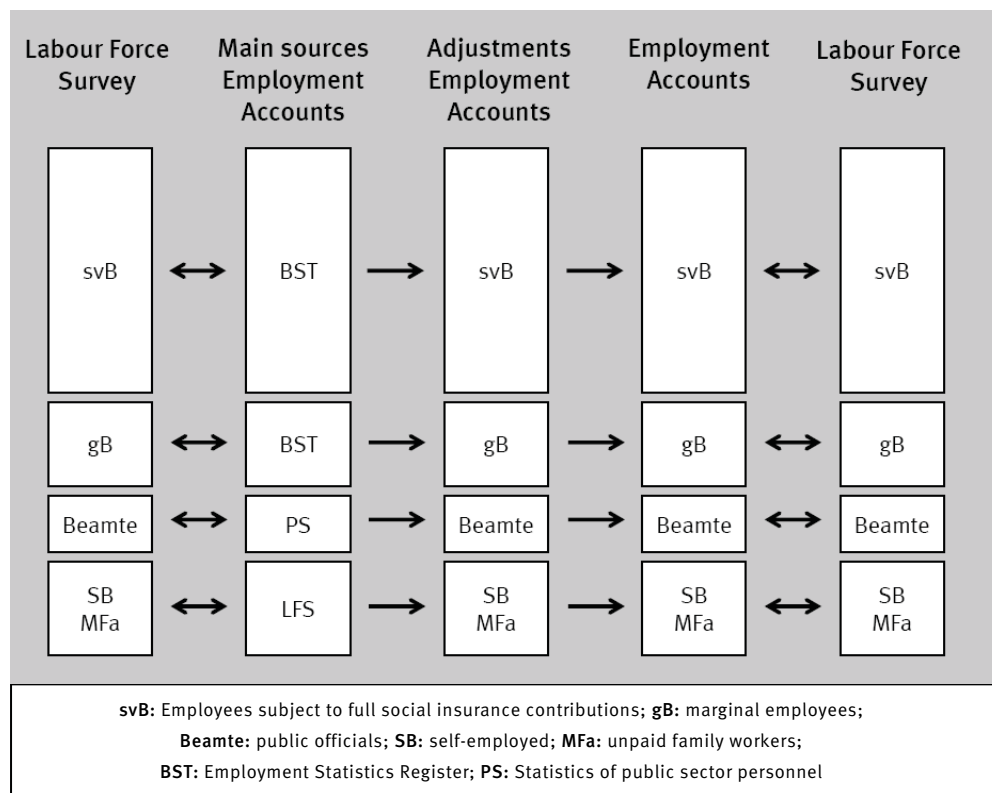 Labour Force
Survey
Main sources
Employment
Accounts
Adjustments
Employment
Accounts
Employment
Accounts
Labour Force
Survey
svB
BST
svB
svB
svB
gB
BST
gB
gB
gB
Beamte
PS
Beamte
Beamte
Beamte
SB
MFa
LFS
SB
MFa
SB
MFa
SB
MFa
svB: Employees subject to full social insurance contributions; gB: marginal employees;
Beamte: public officials; SB: self-employed; MFa: unpaid family workers;
BST: Employment Statistics Register; PS: Statistics of public sector personnel